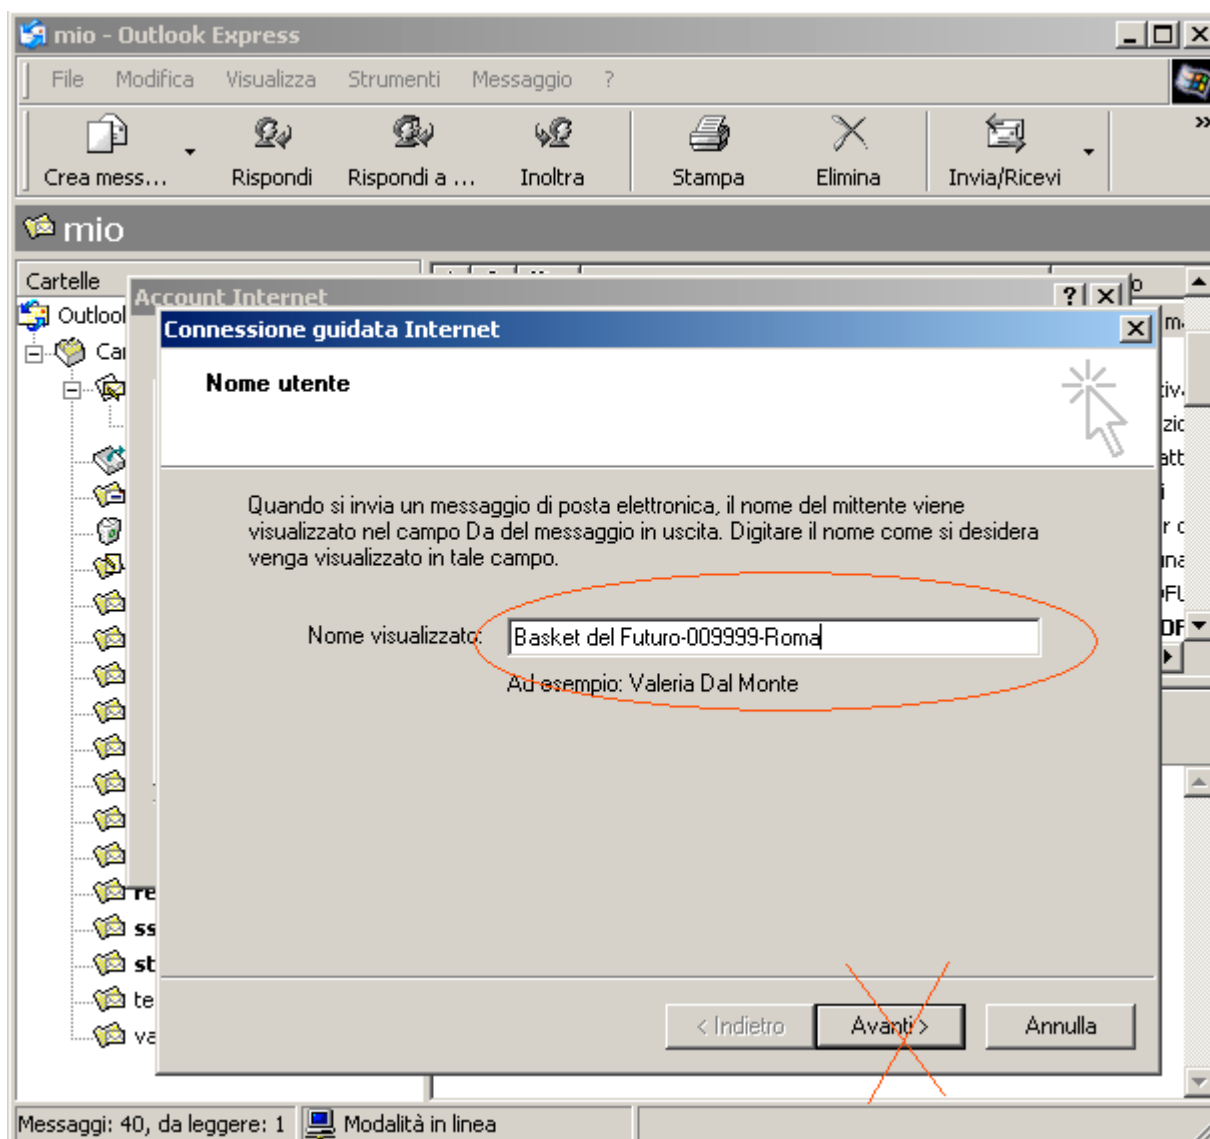 mio - Outlook Express
File Modifica Visualizza Strumenti Messaggio ?
Crea mess... Rispondi Rispondi a ... Inoltra Stampa Elimina Invia/Ricevi
mio
Cartelle
Account Internet
Connessione guidata Internet
Nome utente
Quando si invia un messaggio di posta elettronica, il nome del mittente viene
visualizzato nel campo Da del messaggio in uscita. Digitare il nome come si desidera
venga visualizzato in tale campo.
Nome visualizzato: Basket del Futuro-009999-Roma
Ad esempio: Valeria Dal Monte
< Indietro Avanti > Annulla
Messaggi: 40, da leggere: 1 Modalità in linea